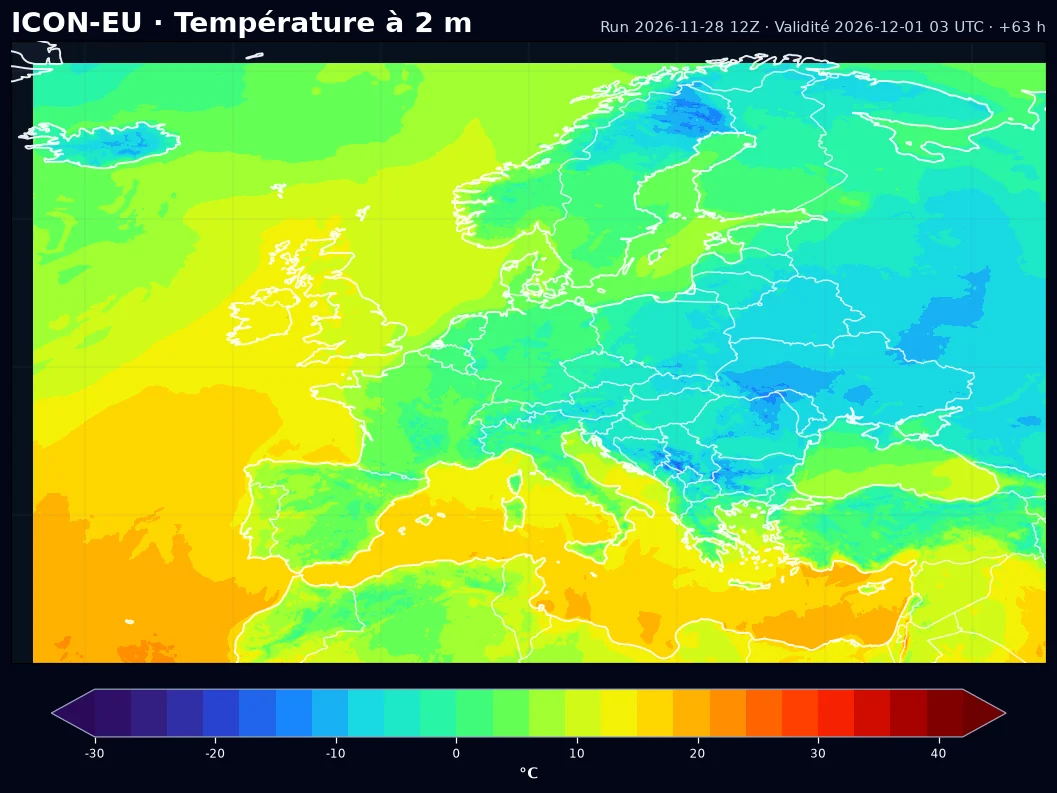 ICON-EU · Température à 2 m
Run 2026-11-28 12Z · Validité 2026-12-01 03 UTC · +63 h
-30 -20 -10 0 10 20 30 40
°C